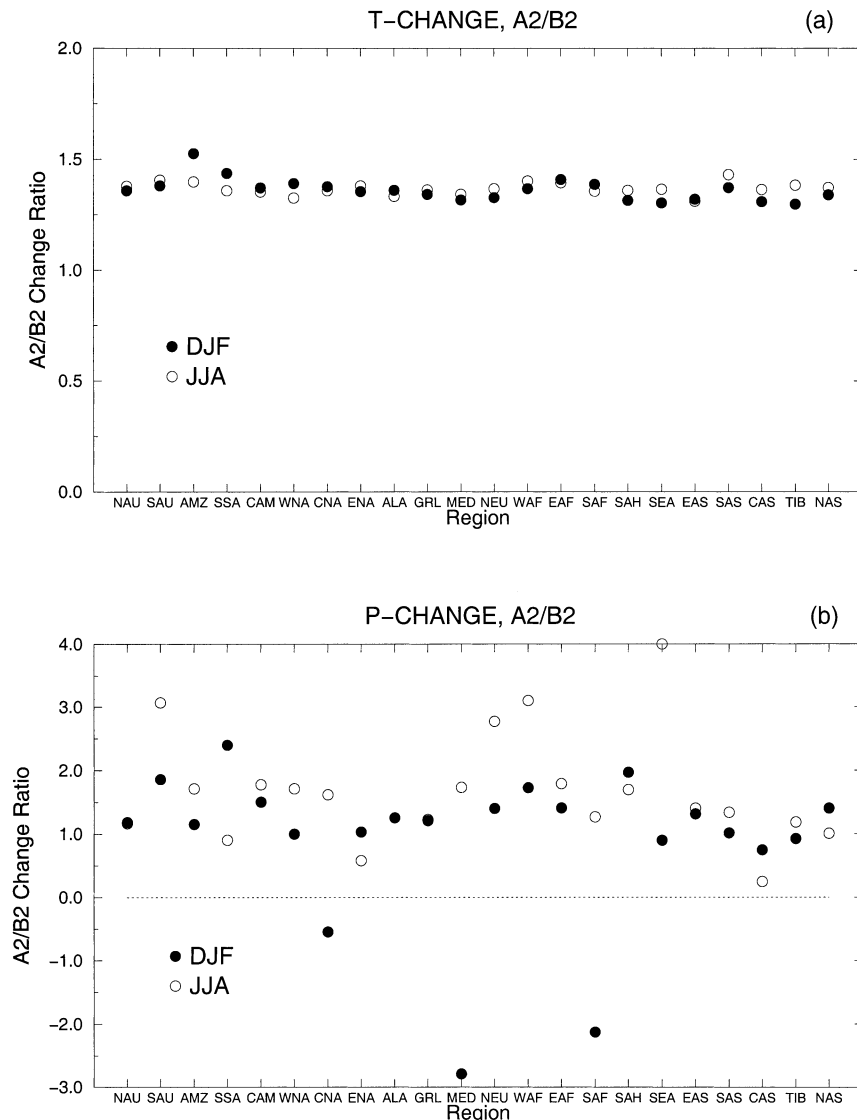 T-CHANGE, A2/B2
(a)
2.0
1.5
1.0
0.5
0.0
A2/B2 Change Ratio
DJF
JJA
NAU SAU AMZ SSA CAM WNA CNA ENA ALA GRL MED NEU WAF EAF SAF SAH SEA EAS SAS CAS TIB NAS
Region
P-CHANGE, A2/B2
(b)
4.0
3.0
2.0
1.0
0.0
-1.0
-2.0
-3.0
A2/B2 Change Ratio
DJF
JJA
NAU SAU AMZ SSA CAM WNA CNA ENA ALA GRL MED NEU WAF EAF SAF SAH SEA EAS SAS CAS TIB NAS
Region